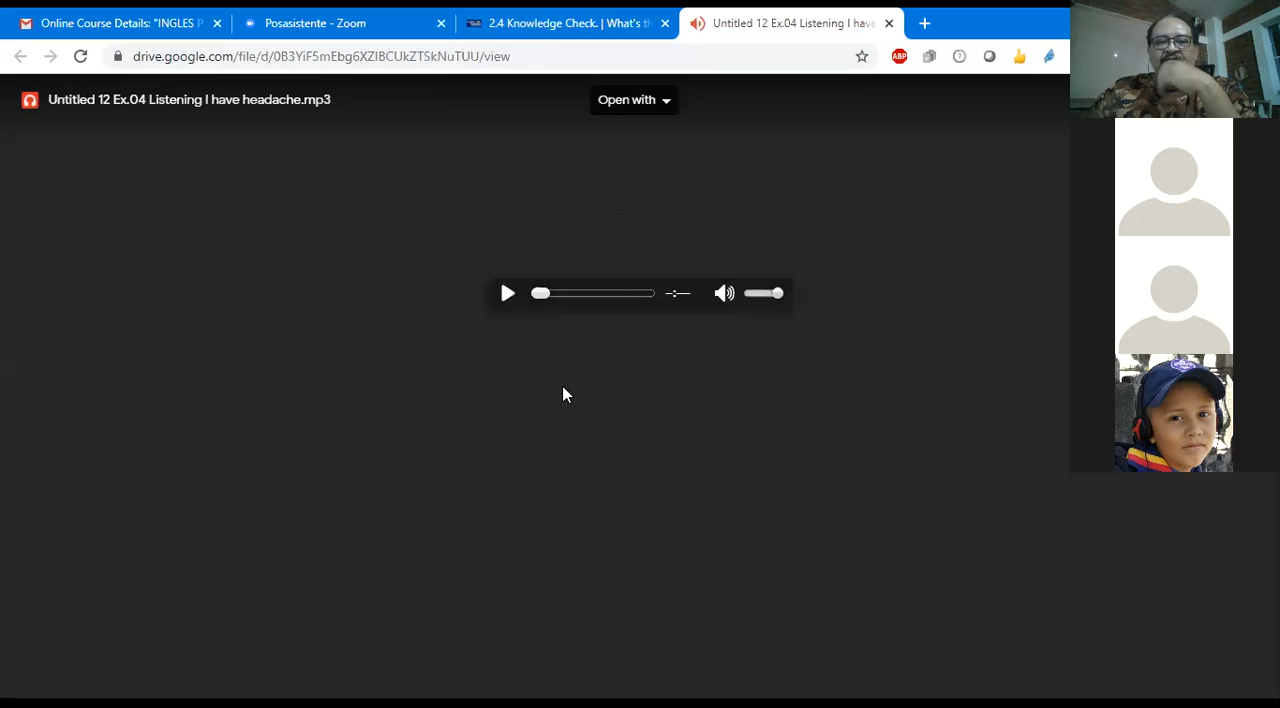 Online Course Details: "INGLES P
Posasistente - Zoom
2.4 Knowledge Check. | What's th
Untitled 12 Ex.04 Listening I have
drive.google.com/file/d/0B3YiF5mEbg6XZlBCUkZTSkNuTUU/view
ABP
Untitled 12 Ex.04 Listening I have headache.mp3
Open with
-:--